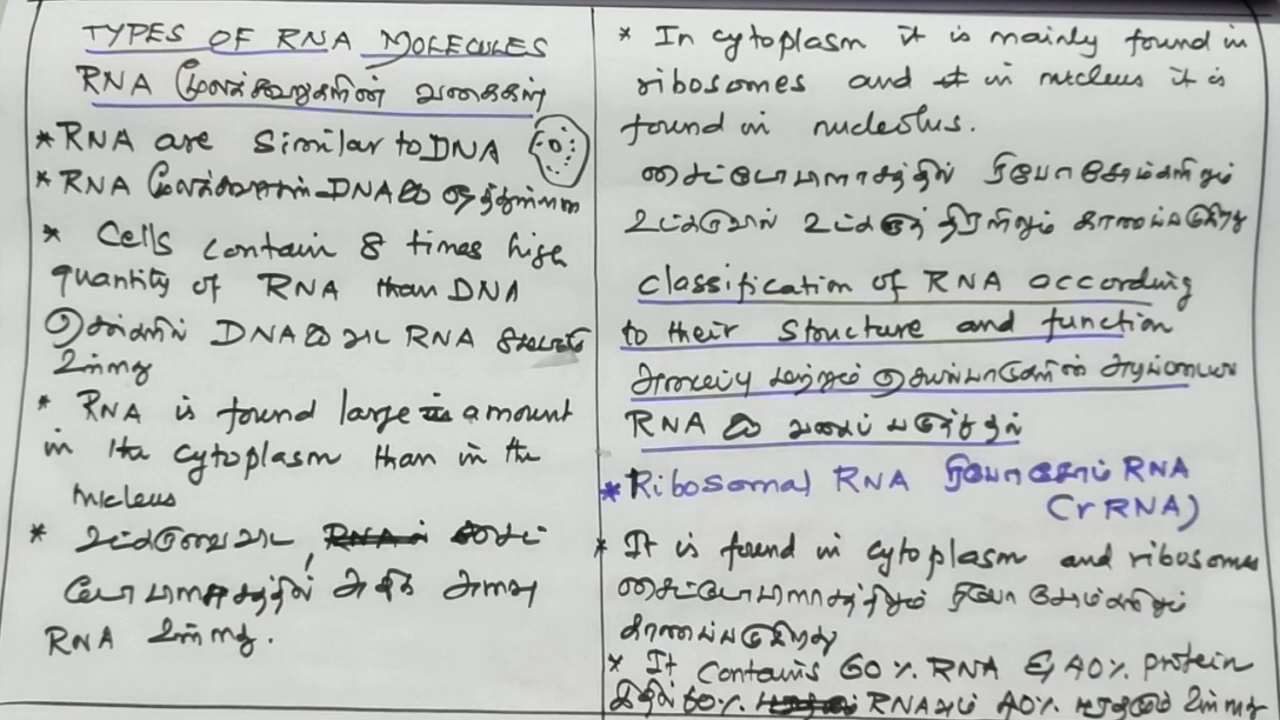 TYPES OF RNA MOLECULES
RNA மூலக்கூறுகளின் வகைகள்
* RNA are similar to DNA
* RNA DNA ஐ ஒத்துள்ளன
* Cells contain 8 times high
quantity of RNA than DNA
செல்களில் DNA ஐ விட RNA 8 மடங்கு
உள்ளது
* RNA is found large amount
in the cytoplasm than in the
nucleus
* உட்கருவை விட, சைட்
டோபிளாசத்தில் அதிக அளவு
RNA உள்ளது.
* In cytoplasm it is mainly found in
ribosomes and in nucleus it is
found in nucleolus.
சைட்டோபிளாசத்தில் ரிபோசோம்களிலும்
உட்கருவில் உட்கரு காணப்படுகிறது
Classification of RNA according
to their structure and function
அமைப்பு மற்றும் செயல்பாடுகளின் அடிப்படையில்
RNA ஐ வகைப்படுத்தல்
* Ribosomal RNA ரிபோசோம் RNA
(rRNA)
* It is found in cytoplasm and ribosomes
சைட்டோபிளாசத்திலும் ரிபோசோம்களிலும்
காணப்படுகிறது
* It contains 60% RNA & 40% protein
இதில் 60% RNA வும் 40% புரதமும் உள்ளது